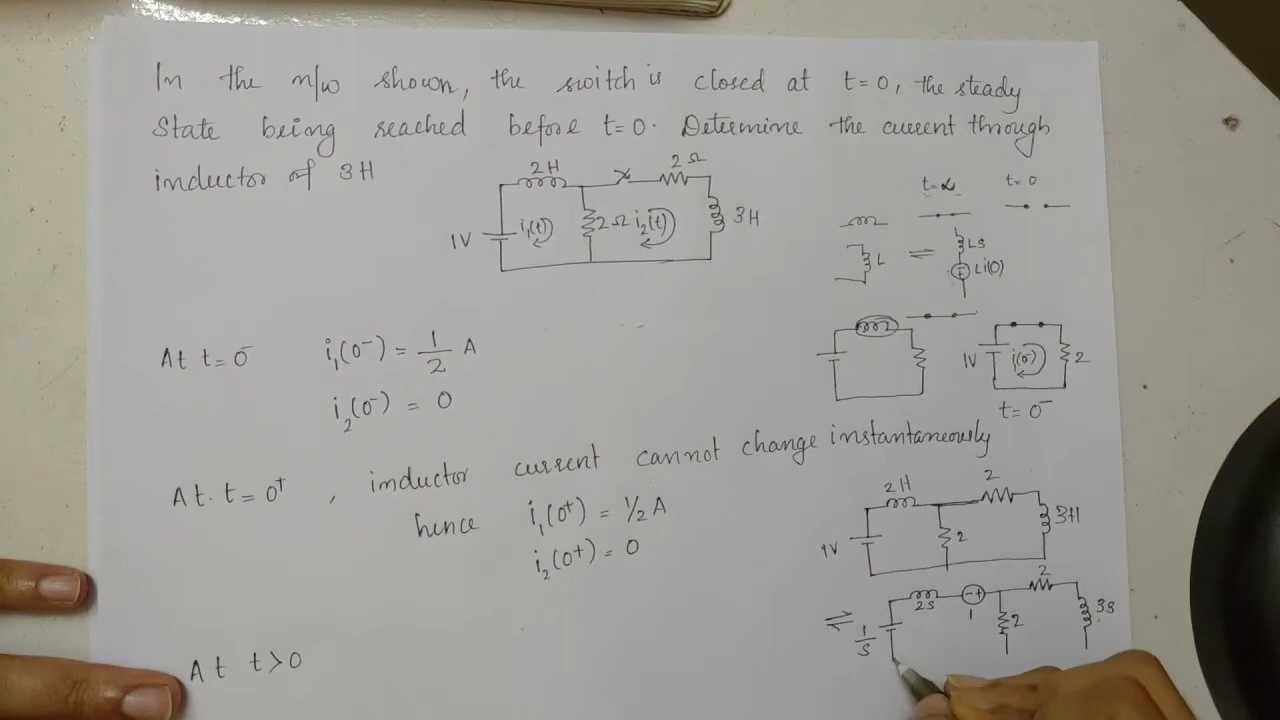 In the n/w shown, the switch is closed at t=0, the steady
State being reached before t=0. Determine the current through
inductor of 3H
2H
2Ω
1V
i₁(t)
2Ω
i₂(t)
3H
t=∝
t=0
L
⇌
LS
Li(0)
At t=0⁻ i₁(0⁻) = 1/2 A
i₂(0⁻) = 0
1V
i(0⁻)
2
t=0⁻
At. t=0⁺, inductor current cannot change instantaneously
hence i₁(0⁺) = 1/2 A
i₂(0⁺) = 0
2H
2
1V
2
3H
⇌
1/S
2S
-+
1
2
2
3S
At t>0